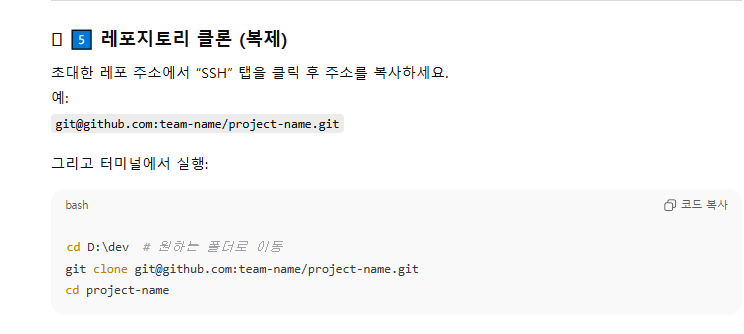 5 레포지토리 클론 (복제)
초대한 레포 주소에서 “SSH” 탭을 클릭 후 주소를 복사하세요.
예:
git@github.com:team-name/project-name.git
그리고 터미널에서 실행:
bash
코드 복사
cd D:\dev  # 원하는 폴더로 이동
git clone git@github.com:team-name/project-name.git
cd project-name